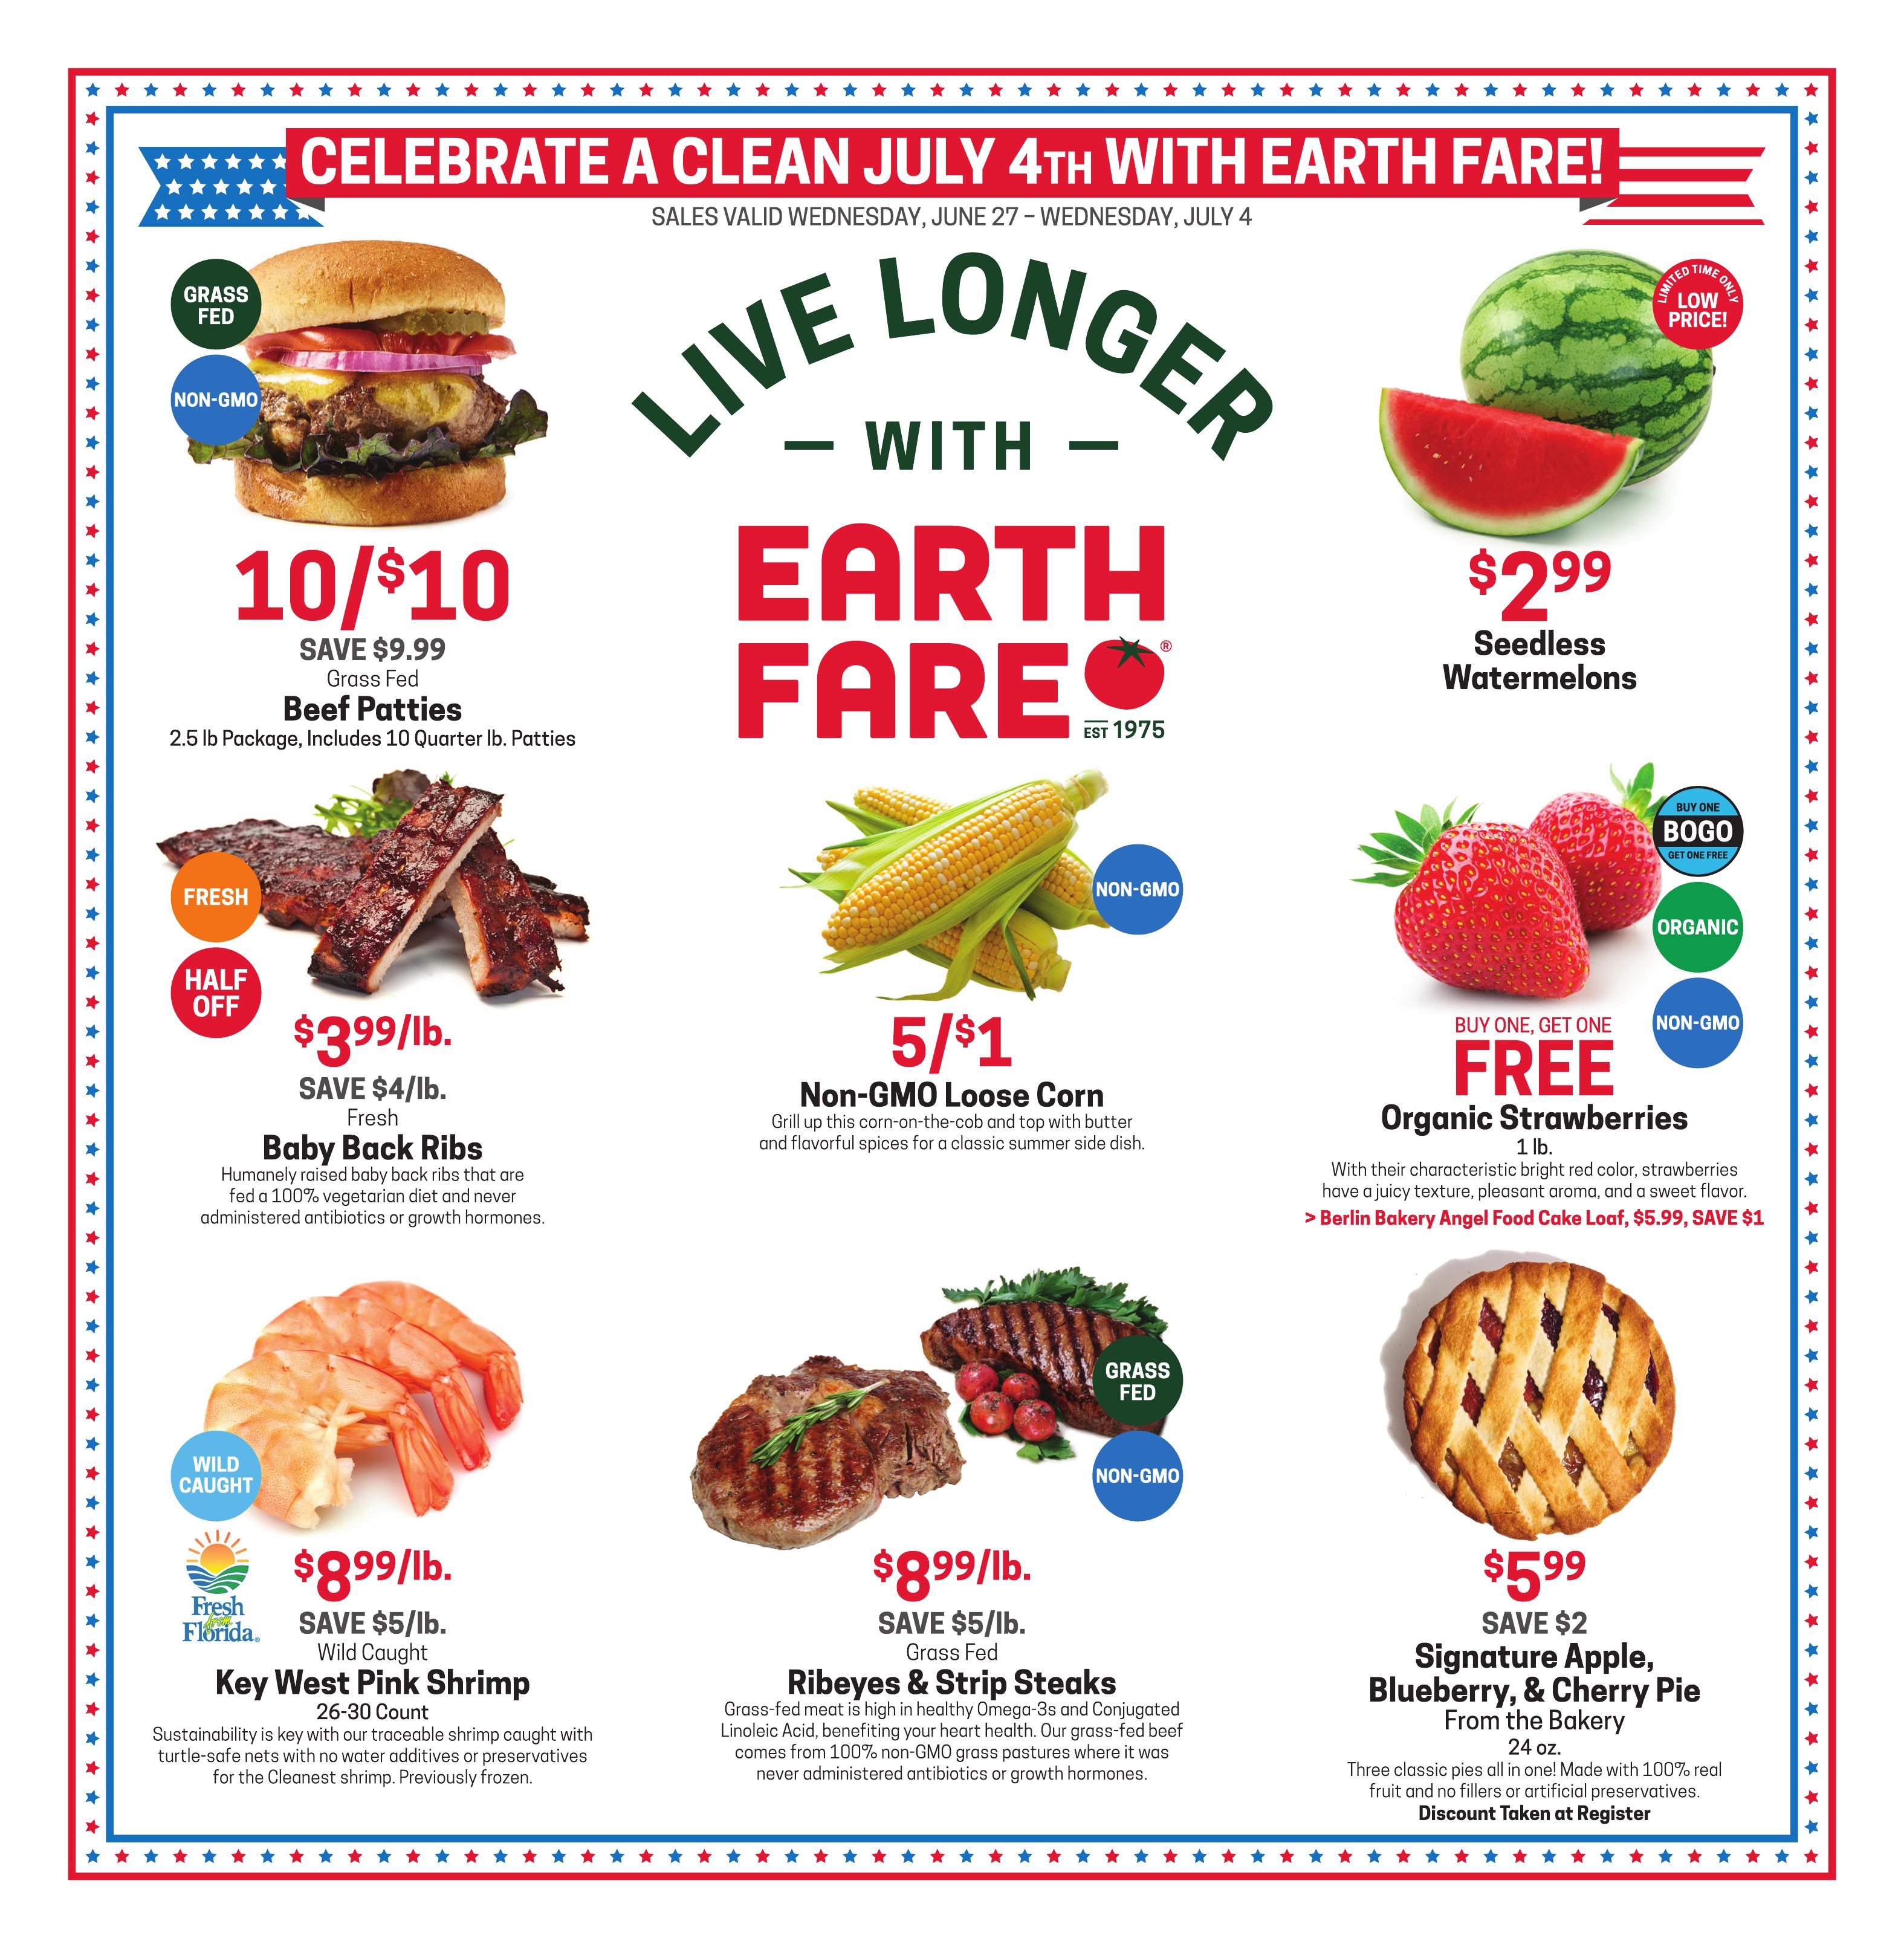 CELEBRATE A CLEAN JULY 4TH WITH EARTH FARE!
SALES VALID WEDNESDAY, JUNE 27 – WEDNESDAY, JULY 4
GRASS
FED
NON-GMO
10/$10
SAVE $9.99
Grass Fed
Beef Patties
2.5 lb Package, Includes 10 Quarter lb. Patties
LIVE LONGER
— WITH —
EARTH
FARE®
EST 1975
LIMITED TIME ONLY
LOW
PRICE!
$2.99
Seedless
Watermelons
FRESH
HALF
OFF
$3.99/lb.
SAVE $4/lb.
Fresh
Baby Back Ribs
Humanely raised baby back ribs that are
fed a 100% vegetarian diet and never
administered antibiotics or growth hormones.
NON-GMO
5/$1
Non-GMO Loose Corn
Grill up this corn-on-the-cob and top with butter
and flavorful spices for a classic summer side dish.
BUY ONE
BOGO
GET ONE FREE
ORGANIC
NON-GMO
BUY ONE, GET ONE
FREE
Organic Strawberries
1 lb.
With their characteristic bright red color, strawberries
have a juicy texture, pleasant aroma, and a sweet flavor.
> Berlin Bakery Angel Food Cake Loaf, $5.99, SAVE $1
WILD
CAUGHT
Fresh
from
Florida®
$8.99/lb.
SAVE $5/lb.
Wild Caught
Key West Pink Shrimp
26-30 Count
Sustainability is key with our traceable shrimp caught with
turtle-safe nets with no water additives or preservatives
for the Cleanest shrimp. Previously frozen.
GRASS
FED
NON-GMO
$8.99/lb.
SAVE $5/lb.
Grass Fed
Ribeyes & Strip Steaks
Grass-fed meat is high in healthy Omega-3s and Conjugated
Linoleic Acid, benefiting your heart health. Our grass-fed beef
comes from 100% non-GMO grass pastures where it was
never administered antibiotics or growth hormones.
$5.99
SAVE $2
Signature Apple,
Blueberry, & Cherry Pie
From the Bakery
24 oz.
Three classic pies all in one! Made with 100% real
fruit and no fillers or artificial preservatives.
Discount Taken at Register